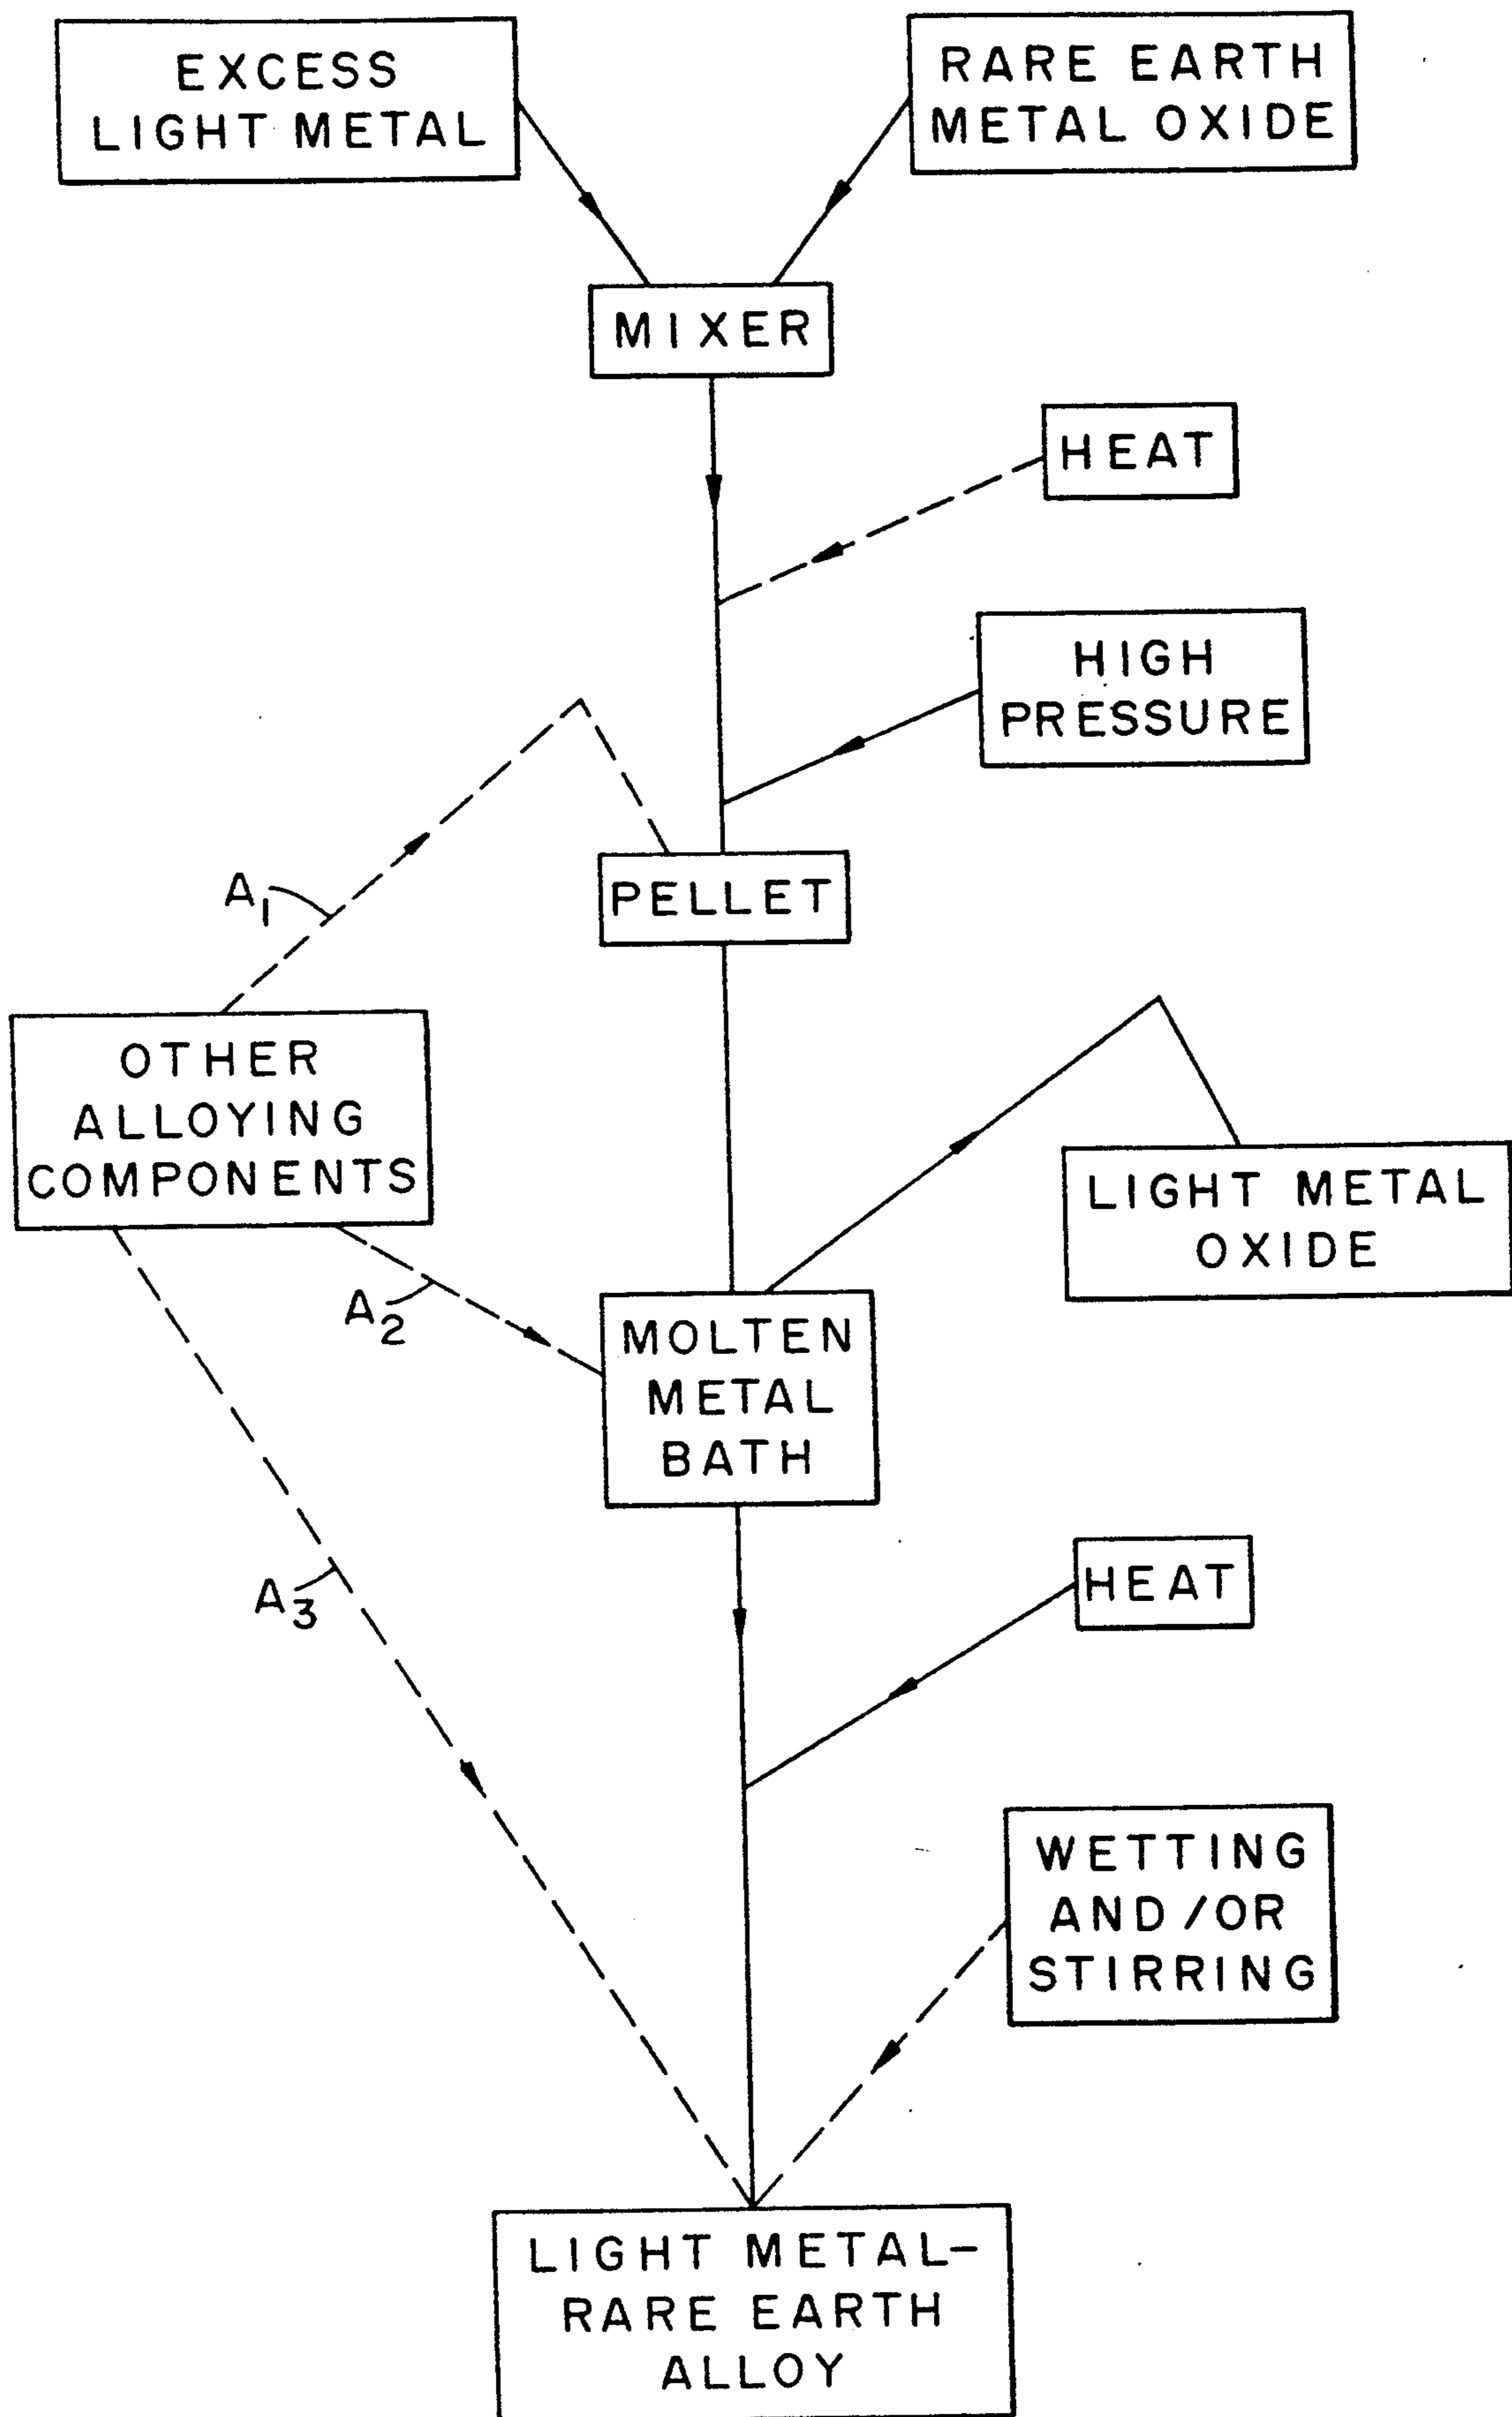 EXCESS
LIGHT METAL
RARE EARTH
METAL OXIDE
MIXER
HEAT
HIGH
PRESSURE
PELLET
A1
OTHER
ALLOYING
COMPONENTS
LIGHT METAL
OXIDE
A2
MOLTEN
METAL
BATH
A3
HEAT
WETTING
AND/OR
STIRRING
LIGHT METAL-
RARE EARTH
ALLOY